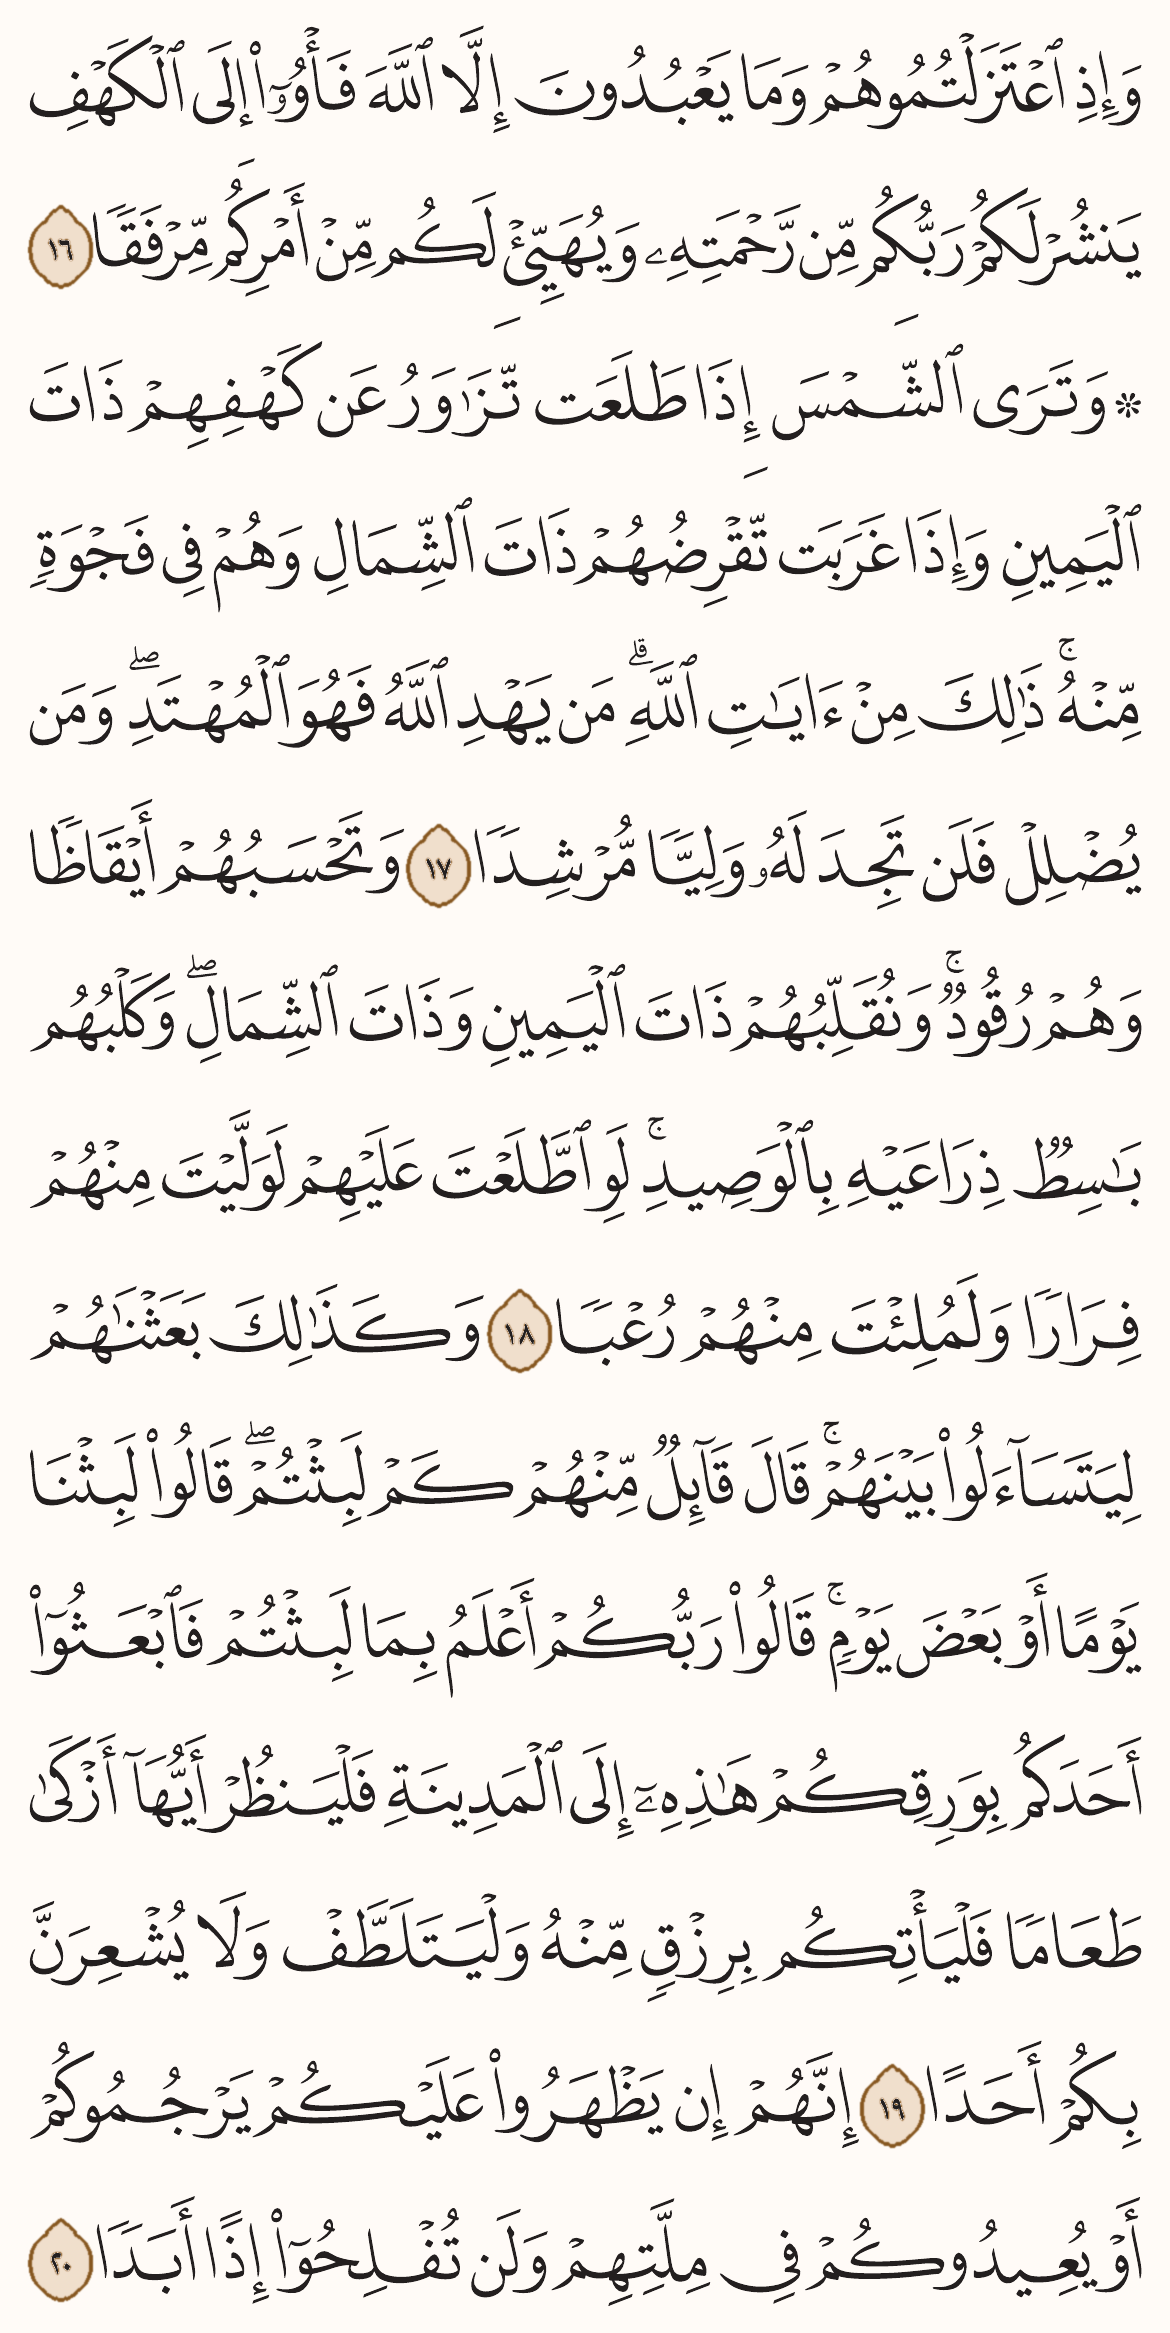 وَإِذِ ٱعۡتَزَلۡتُمُوهُمۡ وَمَا يَعۡبُدُونَ إِلَّا ٱللَّهَ فَأۡوُۥٓاْ إِلَى ٱلۡكَهۡفِ
يَنشُرۡ لَكُمۡ رَبُّكُم مِّن رَّحۡمَتِهِۦ وَيُهَيِّئۡ لَكُم مِّنۡ أَمۡرِكُم مِّرۡفَقٗا ١٦
۞ وَتَرَى ٱلشَّمۡسَ إِذَا طَلَعَت تَّزَٰوَرُ عَن كَهۡفِهِمۡ ذَاتَ
ٱلۡيَمِينِ وَإِذَا غَرَبَت تَّقۡرِضُهُمۡ ذَاتَ ٱلشِّمَالِ وَهُمۡ فِي فَجۡوَةٖ
مِّنۡهُۚ ذَٰلِكَ مِنۡ ءَايَٰتِ ٱللَّهِۗ مَن يَهۡدِ ٱللَّهُ فَهُوَ ٱلۡمُهۡتَدِۖ وَمَن
يُضۡلِلۡ فَلَن تَجِدَ لَهُۥ وَلِيّٗا مُّرۡشِدٗا ١٧ وَتَحۡسَبُهُمۡ أَيۡقَاظٗا
وَهُمۡ رُقُودٞۚ وَنُقَلِّبُهُمۡ ذَاتَ ٱلۡيَمِينِ وَذَاتَ ٱلشِّمَالِۖ وَكَلۡبُهُم
بَٰسِطٞ ذِرَاعَيۡهِ بِٱلۡوَصِيدِۚ لَوِ ٱطَّلَعۡتَ عَلَيۡهِمۡ لَوَلَّيۡتَ مِنۡهُمۡ
فِرَارٗا وَلَمُلِئۡتَ مِنۡهُمۡ رُعۡبٗا ١٨ وَكَذَٰلِكَ بَعَثۡنَٰهُمۡ
لِيَتَسَآءَلُواْ بَيۡنَهُمۡۚ قَالَ قَآئِلٞ مِّنۡهُمۡ كَمۡ لَبِثۡتُمۡۖ قَالُواْ لَبِثۡنَا
يَوۡمًا أَوۡ بَعۡضَ يَوۡمٖۚ قَالُواْ رَبُّكُمۡ أَعۡلَمُ بِمَا لَبِثۡتُمۡ فَٱبۡعَثُوٓاْ
أَحَدَكُم بِوَرِقِكُمۡ هَٰذِهِۦٓ إِلَى ٱلۡمَدِينَةِ فَلۡيَنظُرۡ أَيُّهَآ أَزۡكَىٰ
طَعَامٗا فَلۡيَأۡتِكُم بِرِزۡقٖ مِّنۡهُ وَلۡيَتَلَطَّفۡ وَلَا يُشۡعِرَنَّ
بِكُمۡ أَحَدًا ١٩ إِنَّهُمۡ إِن يَظۡهَرُواْ عَلَيۡكُمۡ يَرۡجُمُوكُمۡ
أَوۡ يُعِيدُوكُمۡ فِي مِلَّتِهِمۡ وَلَن تُفۡلِحُوٓاْ إِذًا أَبَدٗا ٢٠